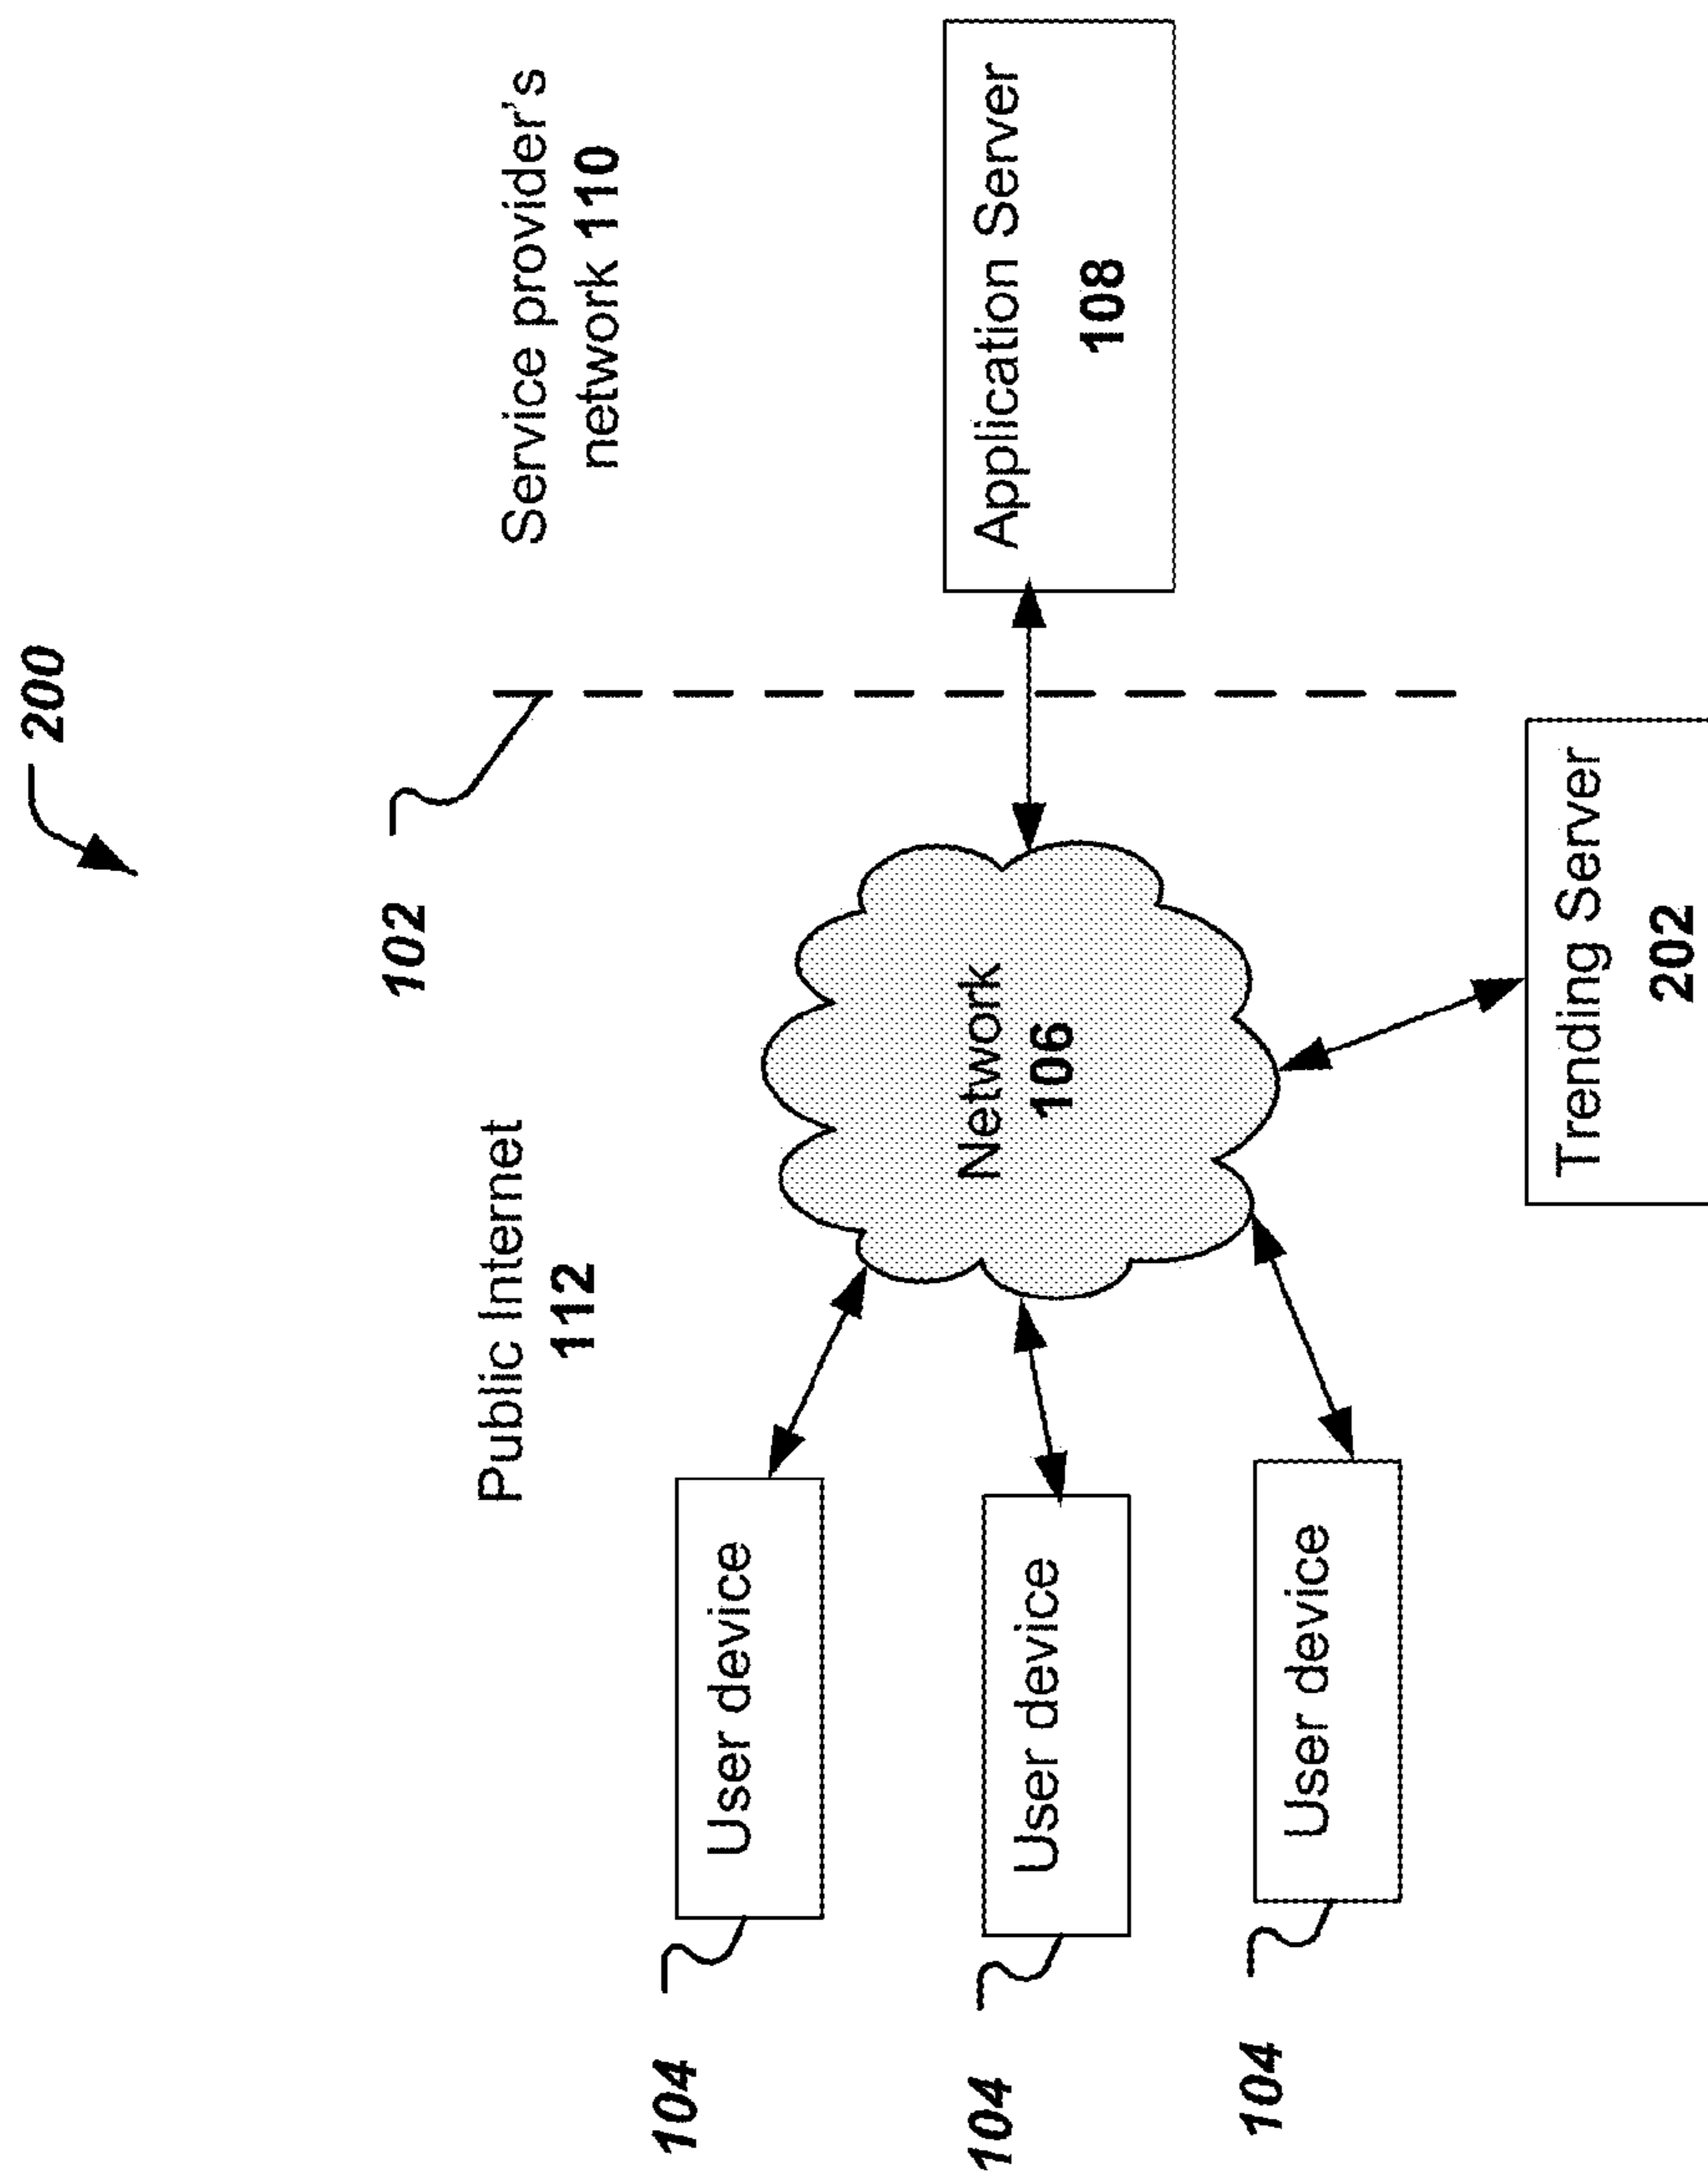 200
102
Public Internet
112
Service provider's
network 110
104
User device
104
User device
104
User device
Network
106
Application Server
108
Trending Server
202